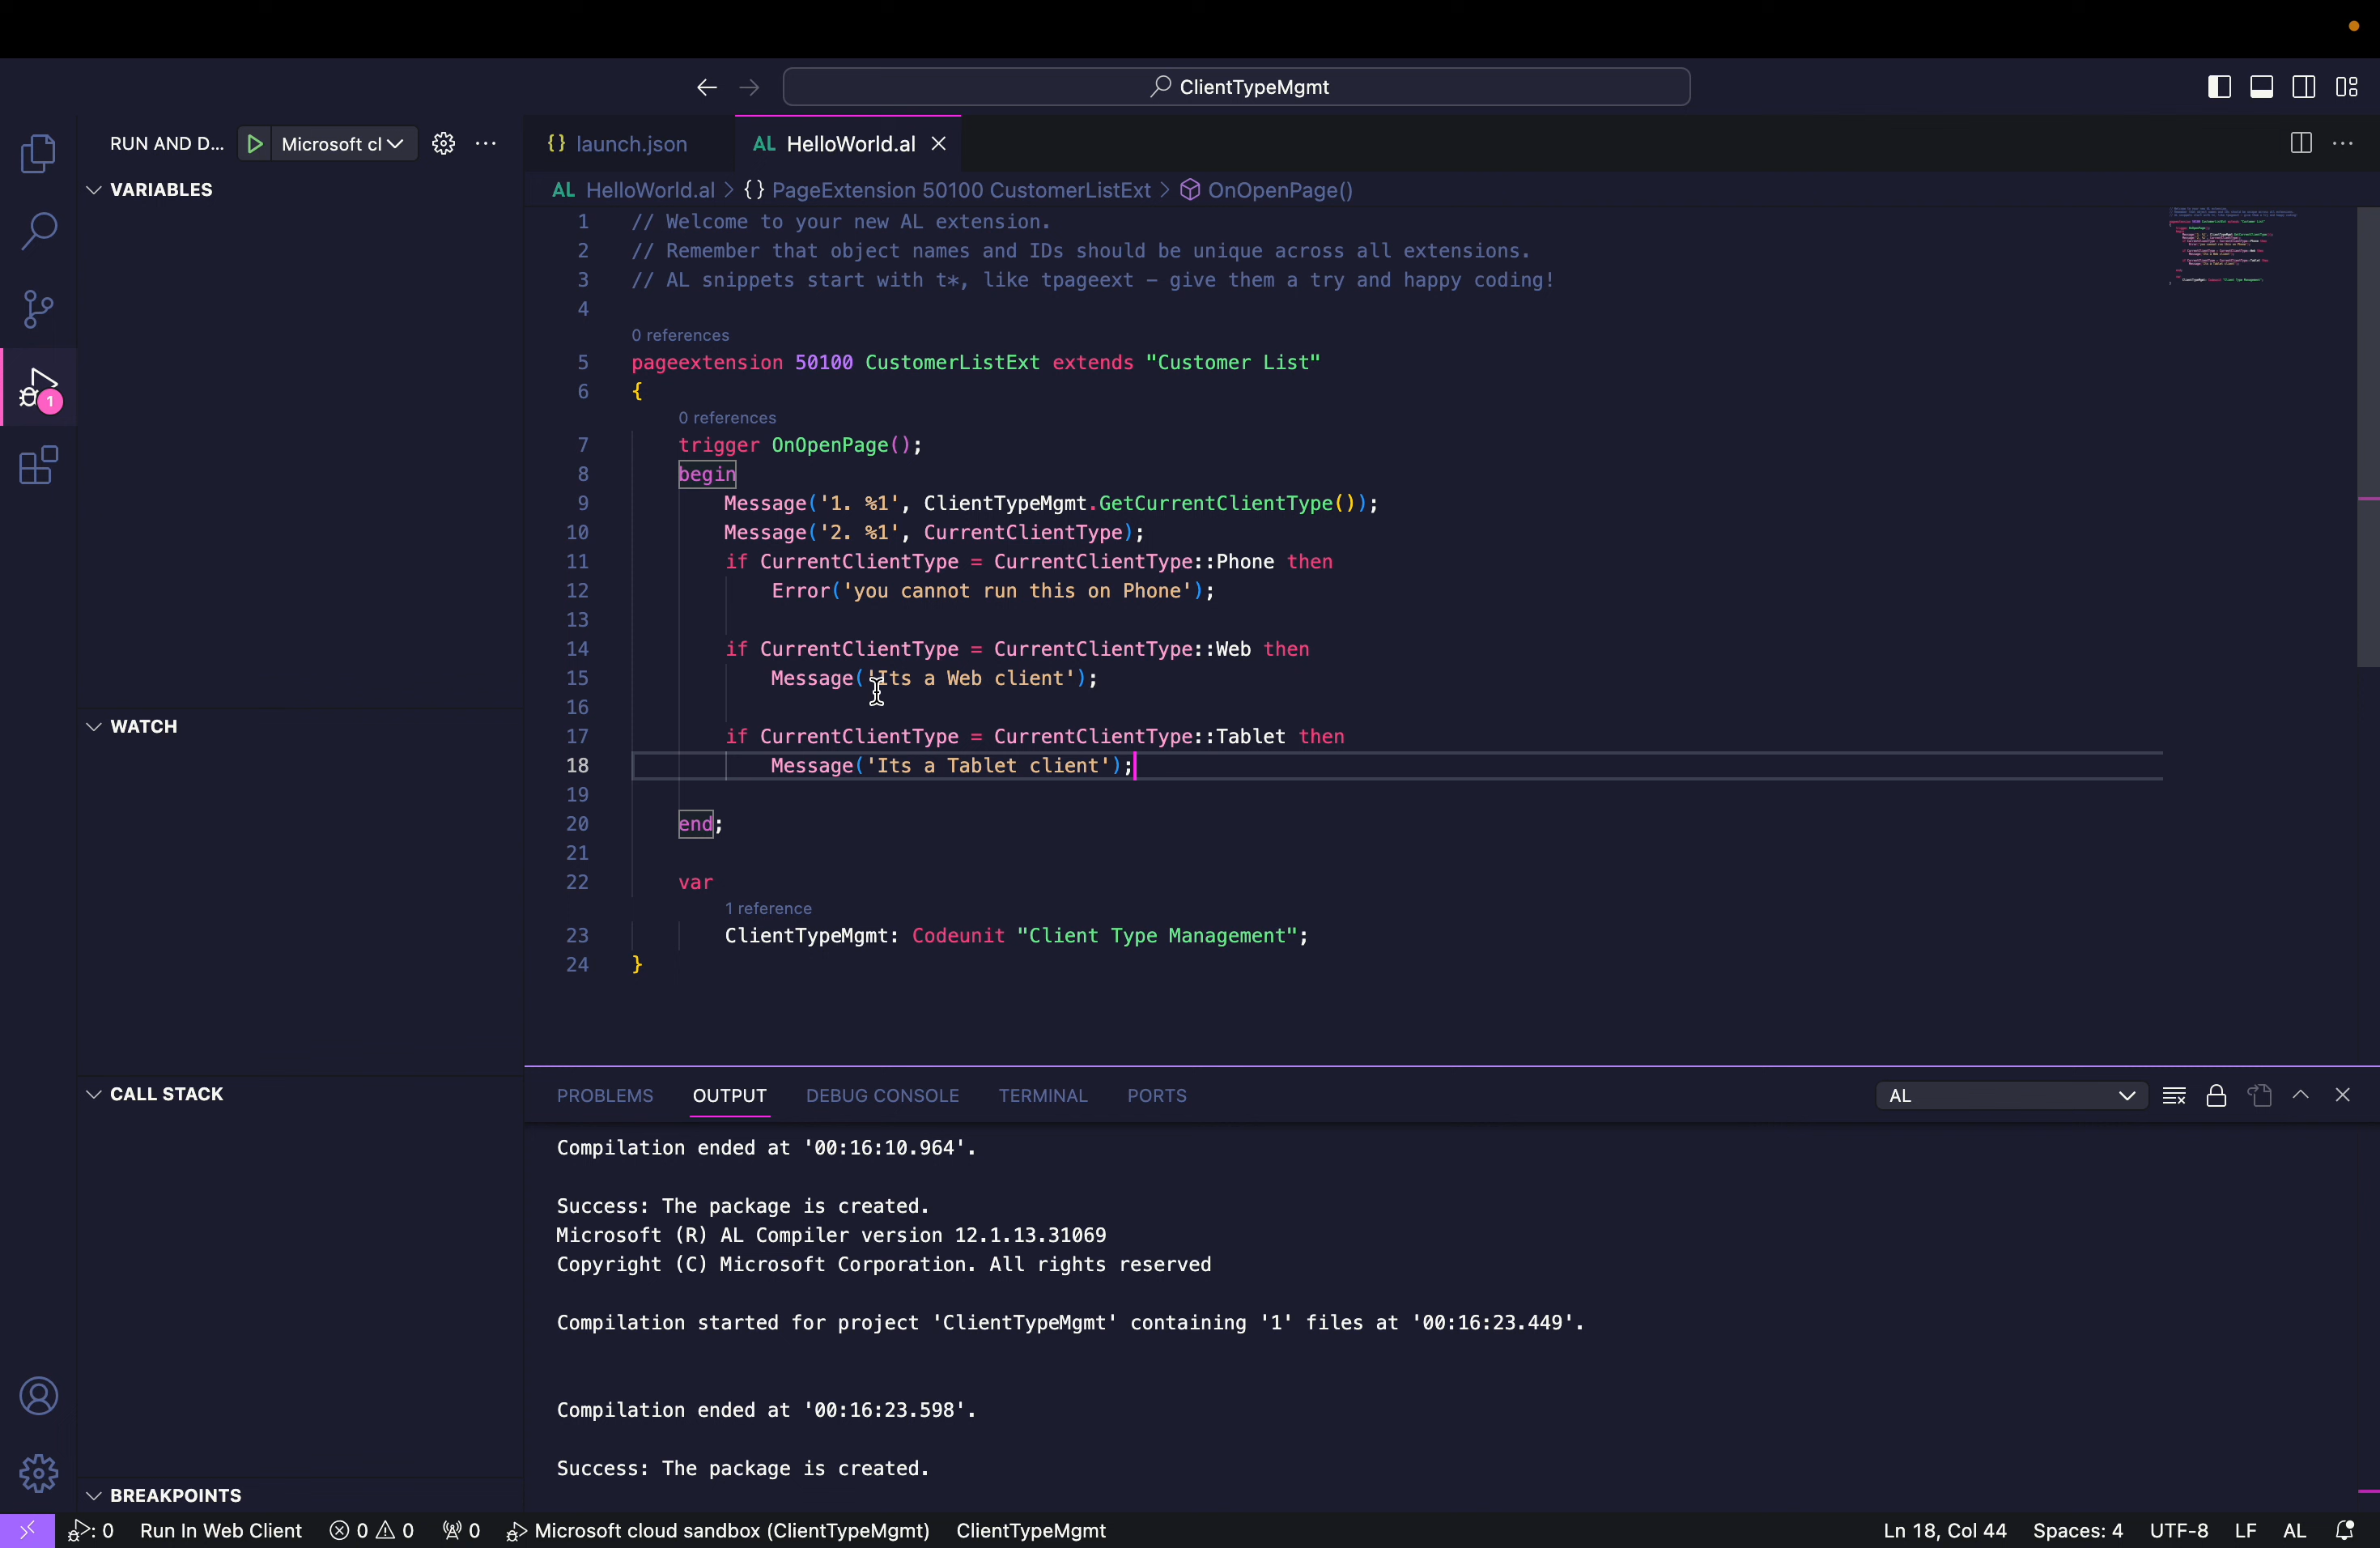 ClientTypeMgmt
RUN AND D... Microsoft cl
launch.json
AL HelloWorld.al
VARIABLES
AL HelloWorld.al > {} PageExtension 50100 CustomerListExt > OnOpenPage()
1 // Welcome to your new AL extension.
2 // Remember that object names and IDs should be unique across all extensions.
3 // AL snippets start with t*, like tpageext – give them a try and happy coding!
4
0 references
5 pageextension 50100 CustomerListExt extends "Customer List"
6 {
0 references
7 trigger OnOpenPage();
8 begin
9 Message('1. %1', ClientTypeMgmt.GetCurrentClientType());
10 Message('2. %1', CurrentClientType);
11 if CurrentClientType = CurrentClientType::Phone then
12 Error('you cannot run this on Phone');
13
14 if CurrentClientType = CurrentClientType::Web then
15 Message('Its a Web client');
16
17 if CurrentClientType = CurrentClientType::Tablet then
18 Message('Its a Tablet client');
19
20 end;
21
22 var
1 reference
23 ClientTypeMgmt: Codeunit "Client Type Management";
24 }
WATCH
CALL STACK
BREAKPOINTS
1
PROBLEMS OUTPUT DEBUG CONSOLE TERMINAL PORTS
AL
Compilation ended at '00:16:10.964'.
Success: The package is created.
Microsoft (R) AL Compiler version 12.1.13.31069
Copyright (C) Microsoft Corporation. All rights reserved
Compilation started for project 'ClientTypeMgmt' containing '1' files at '00:16:23.449'.
Compilation ended at '00:16:23.598'.
Success: The package is created.
: 0 Run In Web Client 0 0 0 Microsoft cloud sandbox (ClientTypeMgmt) ClientTypeMgmt
Ln 18, Col 44 Spaces: 4 UTF-8 LF AL